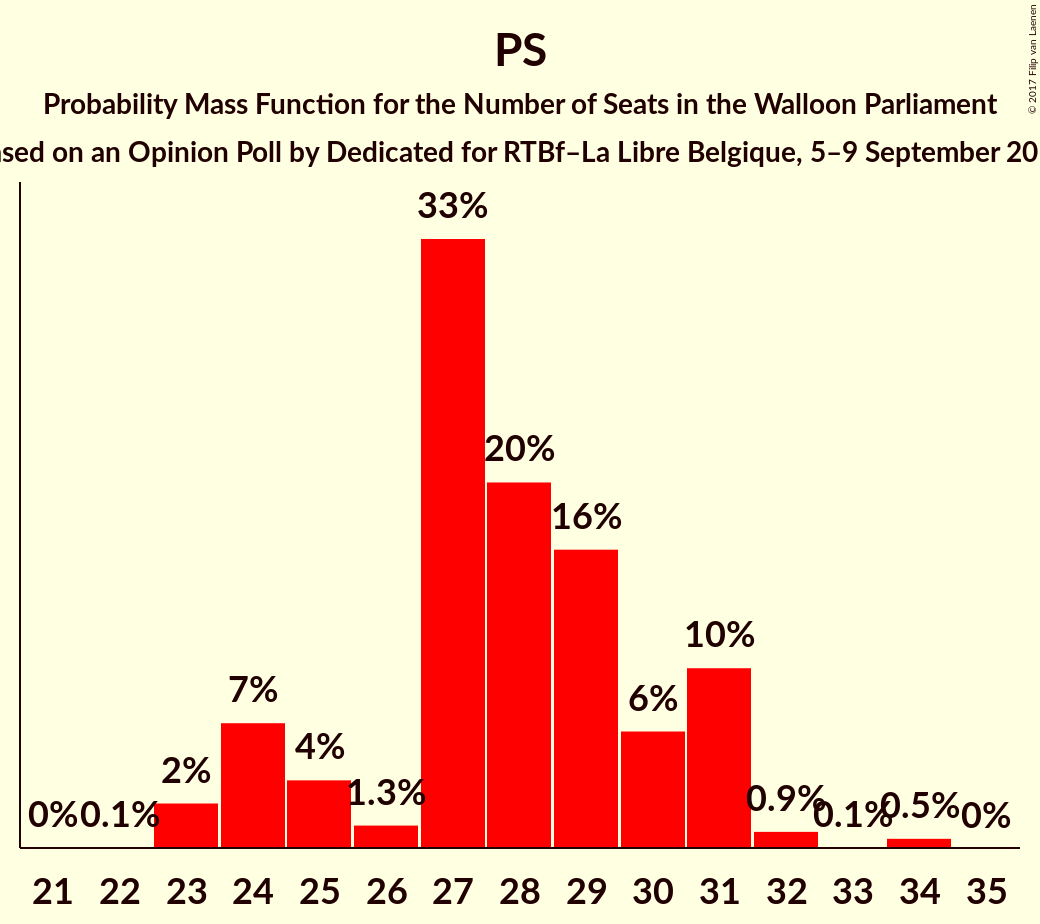 PS
Probability Mass Function for the Number of Seats in the Walloon Parliament
on an Opinion Poll by Dedicated for RTBf–La Libre Belgique, 5–9 September
© 2017 Filip van Laenen
33%
20%
16%
10%
7%
6%
4%
2%
1.3%
0.9%
0.5%
0% 0.1% 0.1% 0%
21 22 23 24 25 26 27 28 29 30 31 32 33 34 35